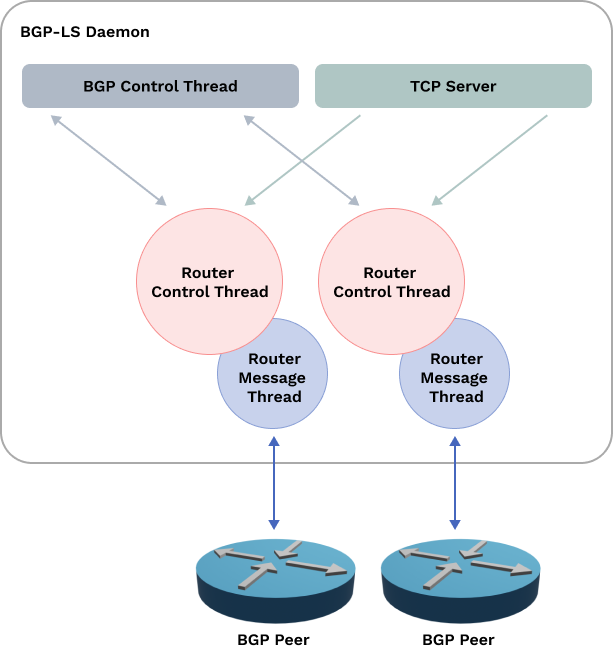 BGP-LS Daemon
BGP Control Thread
TCP Server
Router
Control Thread
Router
Control Thread
Router
Message
Thread
Router
Message
Thread
BGP Peer
BGP Peer